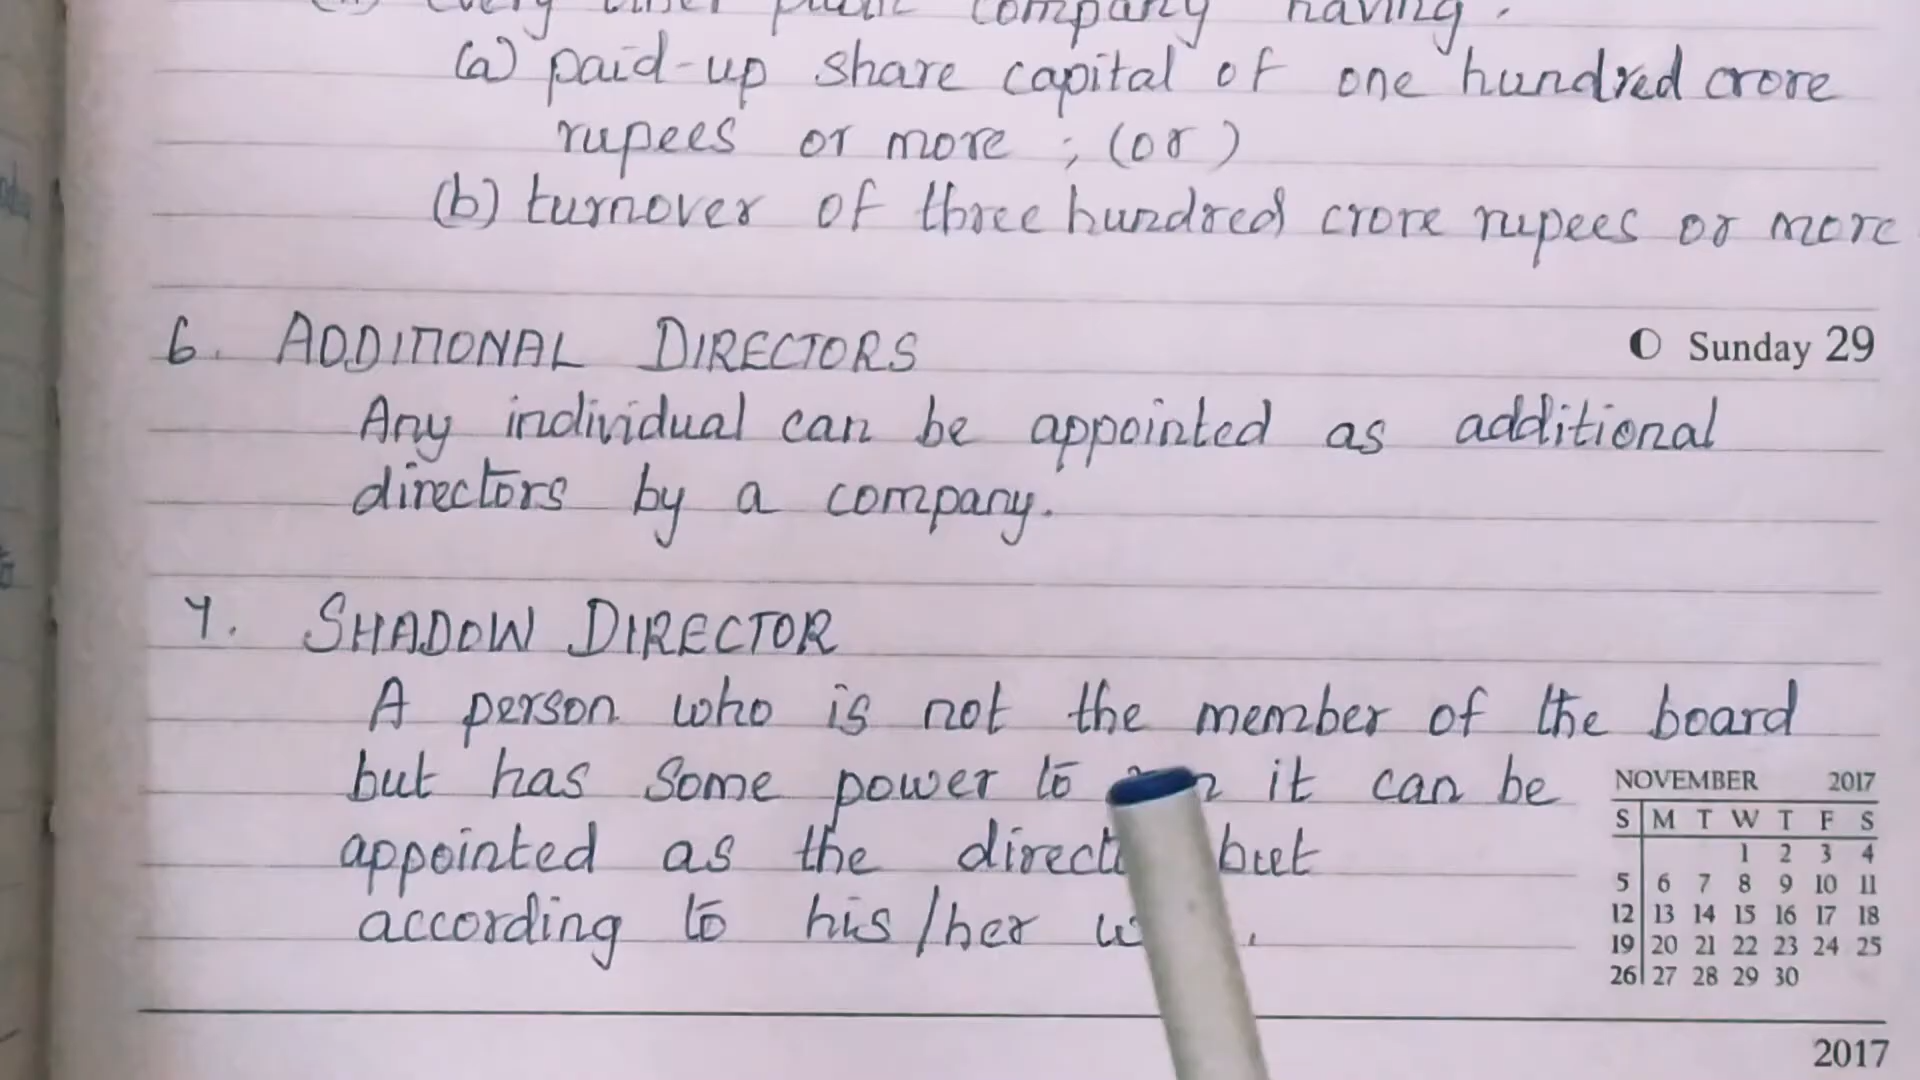 every other public company having.
(a) paid-up share capital of one hundred crore
rupees or more ; (or)
(b) turnover of three hundred crore rupees or more
6. ADDITIONAL DIRECTORS
Sunday 29
Any individual can be appointed as additional
directors by a company.
7. SHADOW DIRECTOR
A person who is not the member of the board
but has some power to it can be
appointed as the but
according to his/her
NOVEMBER 2017
S M T W T F S
1 2 3 4
5 6 7 8 9 10 11
12 13 14 15 16 17 18
19 20 21 22 23 24 25
26 27 28 29 30
2017